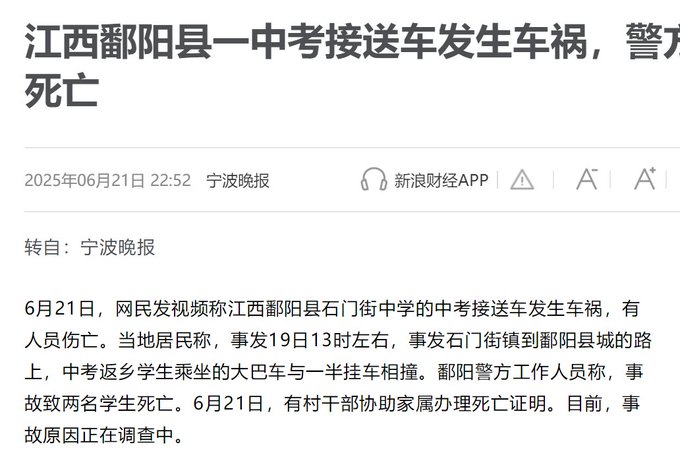 江西鄱阳县一中考接送车发生车祸，警方
死亡
2025年06月21日 22:52 宁波晚报 新浪财经APP A- A+
转自：宁波晚报
6月21日，网民发视频称江西鄱阳县石门街中学的中考接送车发生车祸，有
人员伤亡。当地居民称，事发19日13时左右，事发石门街镇到鄱阳县城的路
上，中考返乡学生乘坐的大巴车与一半挂车相撞。鄱阳警方工作人员称，事
故致两名学生死亡。6月21日，有村干部协助家属办理死亡证明。目前，事
故原因正在调查中。